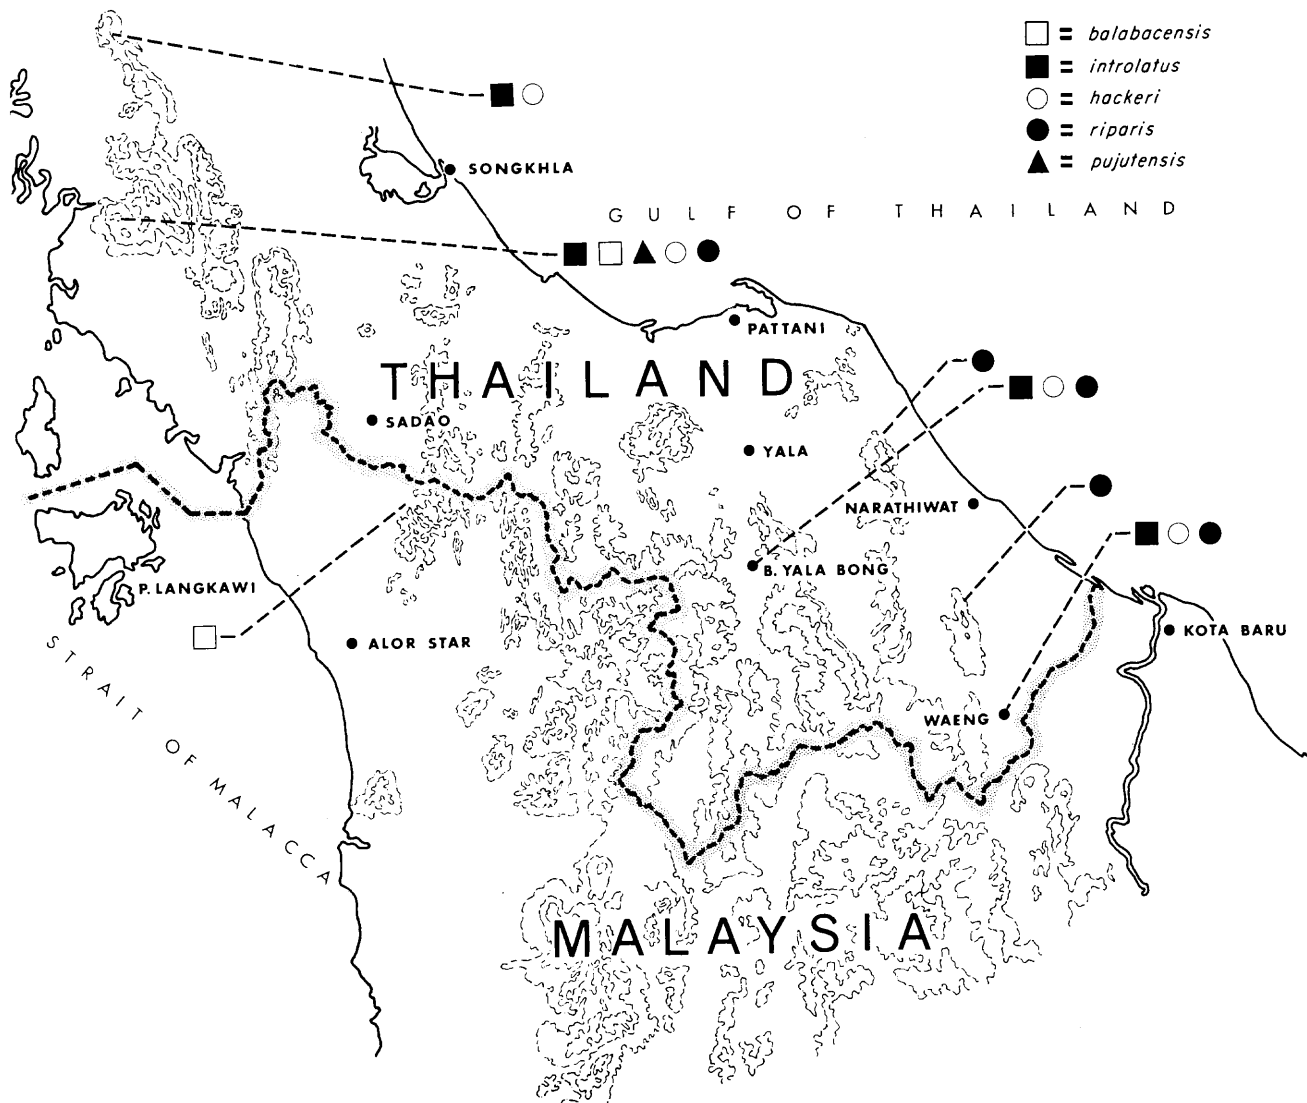 = balabacensis
= introlatus
= hackeri
= riparis
= pujutensis
SONGKHLA
GULF OF THAILAND
PATTANI
THAILAND
SADAO
YALA
NARATHIWAT
B. YALA BONG
P. LANGKAWI
KOTA BARU
ALOR STAR
STRAIT OF MALACCA
WAENG
MALAYSIA